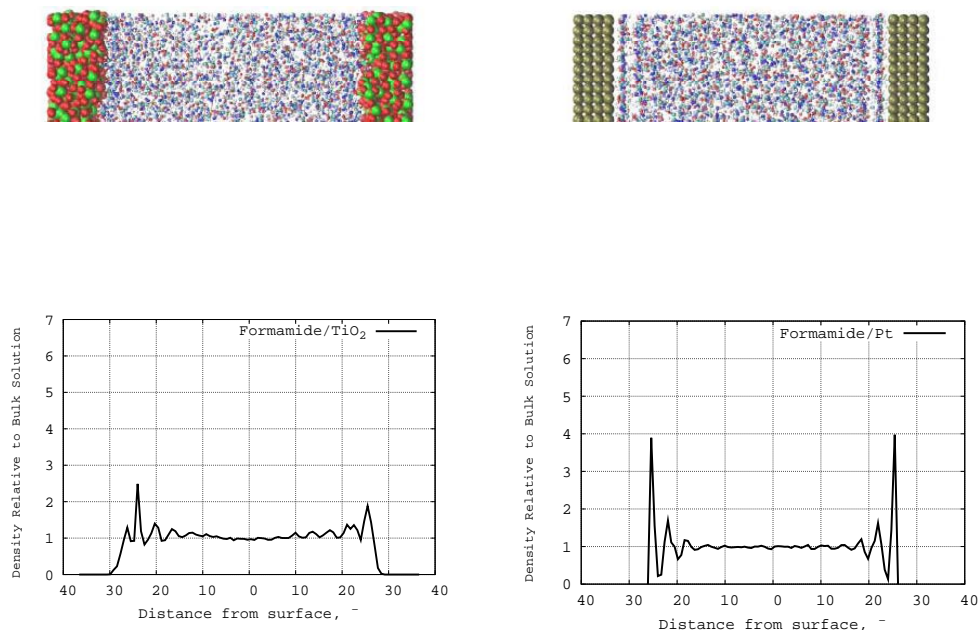 7
6
5
4
3
2
1
0
Density Relative to Bulk Solution
Formamide/TiO₂
40 30 20 10 0 10 20 30 40
Distance from surface, ¯
7
6
5
4
3
2
1
0
Density Relative to Bulk Solution
Formamide/Pt
40 30 20 10 0 10 20 30 40
Distance from surface, ¯